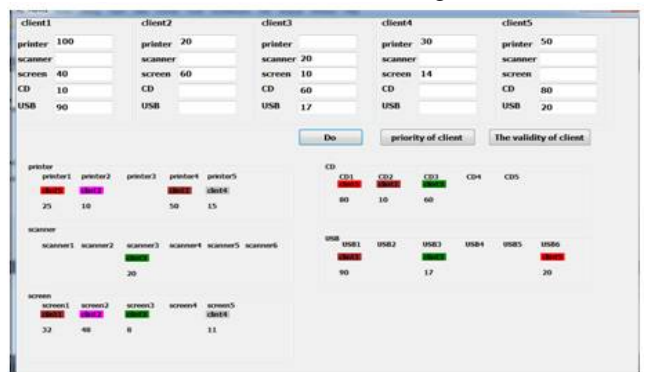 client1 client2 client3 client4 client5
printer 100 printer 20 printer printer 30 printer 50
scanner scanner scanner 20 scanner scanner
screen 40 screen 60 screen 10 screen 14 screen
CD 10 CD CD 60 CD CD 80
USB 90 USB USB 17 USB USB 20
Do priority of client The validity of client
printer
printer1 printer2 printer3 printer4 printer5
clint4
25 10 50 15
scanner
scanner1 scanner2 scanner3 scanner4 scanner5 scanner6
20
screen
screen1 screen2 screen3 screen4 screen5
clint4
32 48 8 11
CD
CD1 CD2 CD3 CD4 CD5
80 10 60
USB
USB1 USB2 USB3 USB4 USB5 USB6
90 17 20